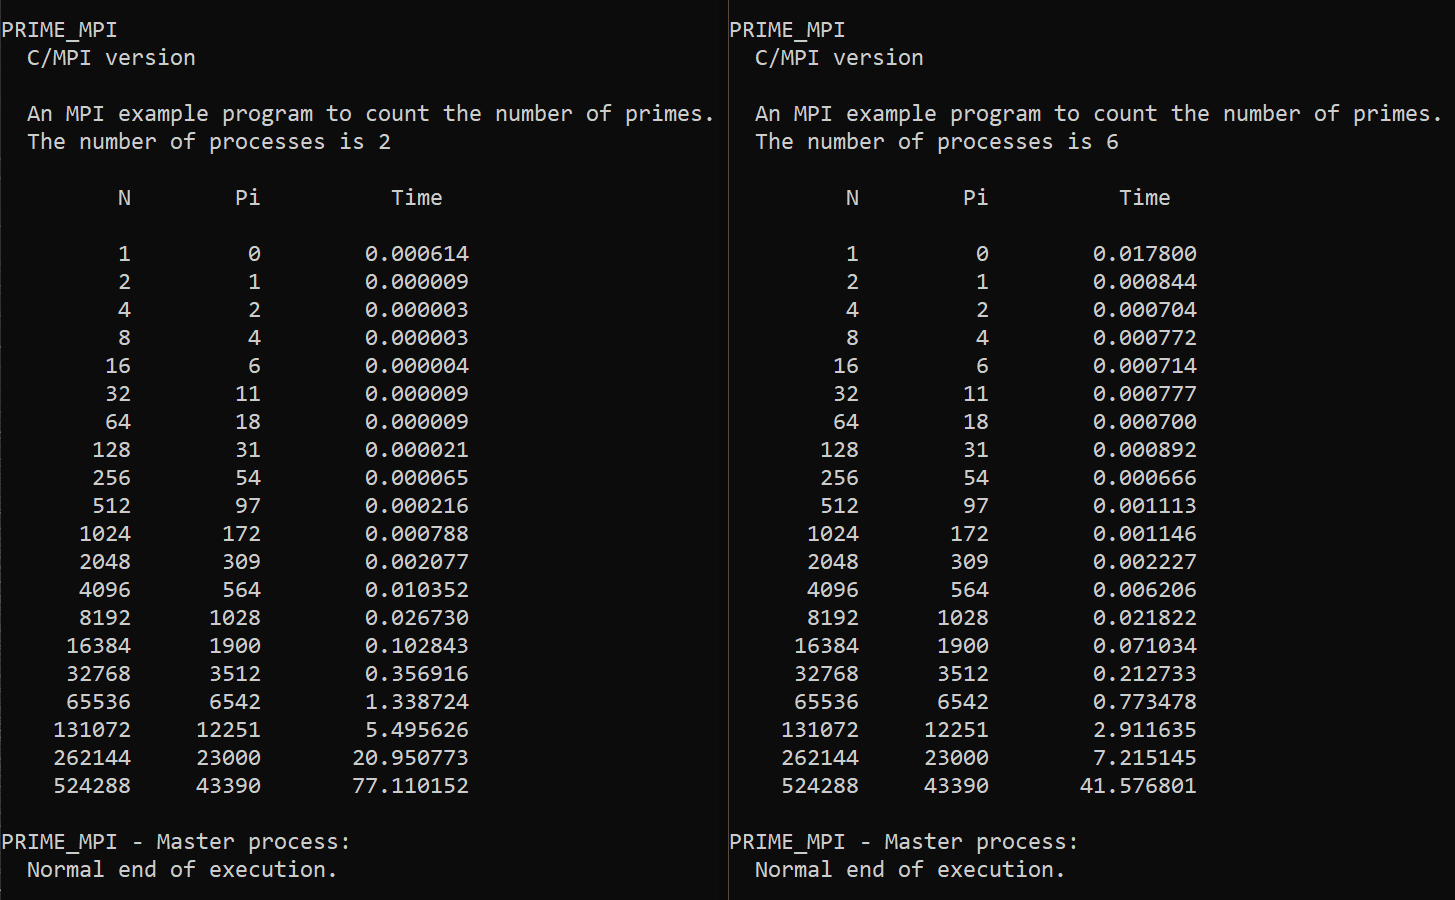 PRIME_MPI
C/MPI version
An MPI example program to count the number of primes.
The number of processes is 2
N Pi Time
1 0 0.000614
2 1 0.000009
4 2 0.000003
8 4 0.000003
16 6 0.000004
32 11 0.000009
64 18 0.000009
128 31 0.000021
256 54 0.000065
512 97 0.000216
1024 172 0.000788
2048 309 0.002077
4096 564 0.010352
8192 1028 0.026730
16384 1900 0.102843
32768 3512 0.356916
65536 6542 1.338724
131072 12251 5.495626
262144 23000 20.950773
524288 43390 77.110152
PRIME_MPI - Master process:
Normal end of execution.
PRIME_MPI
C/MPI version
An MPI example program to count the number of primes.
The number of processes is 6
N Pi Time
1 0 0.017800
2 1 0.000844
4 2 0.000704
8 4 0.000772
16 6 0.000714
32 11 0.000777
64 18 0.000700
128 31 0.000892
256 54 0.000666
512 97 0.001113
1024 172 0.001146
2048 309 0.002227
4096 564 0.006206
8192 1028 0.021822
16384 1900 0.071034
32768 3512 0.212733
65536 6542 0.773478
131072 12251 2.911635
262144 23000 7.215145
524288 43390 41.576801
PRIME_MPI - Master process:
Normal end of execution.